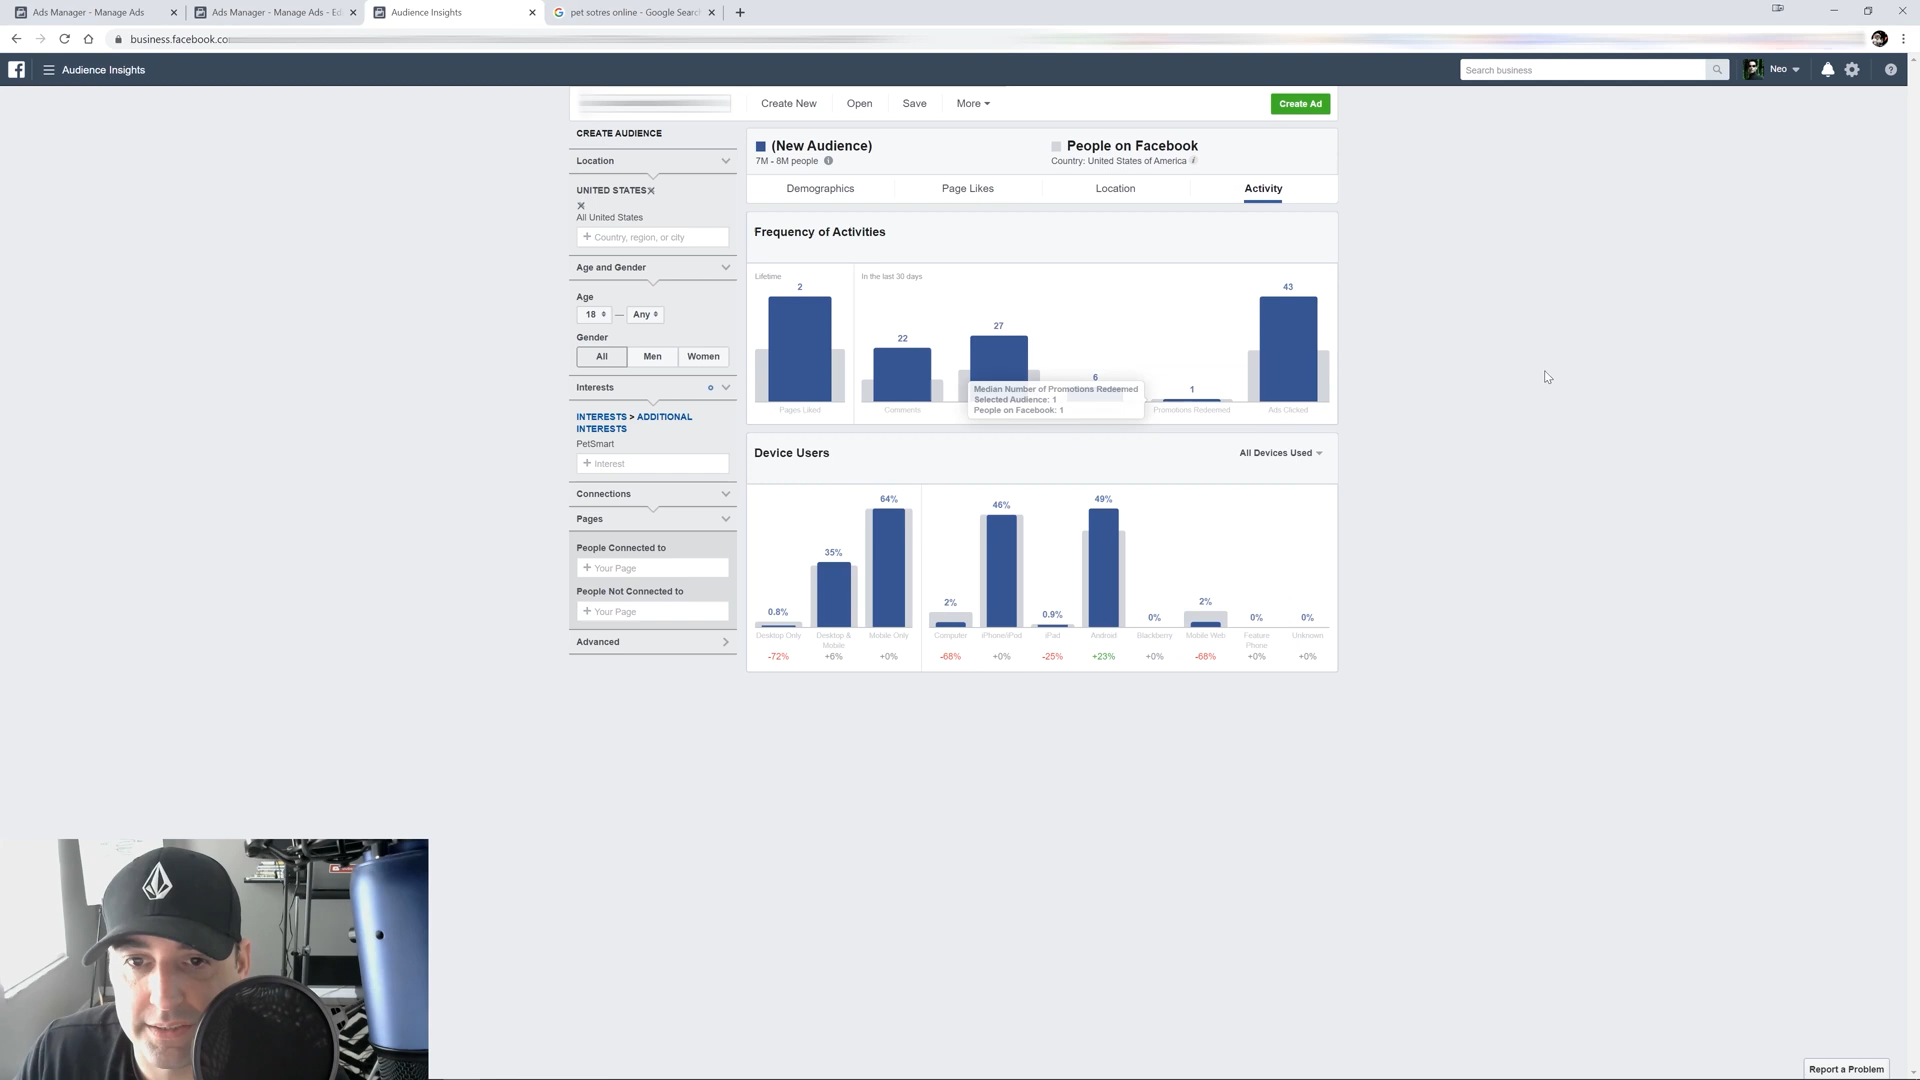 Ads Manager - Manage Ads
Ads Manager - Manage Ads - Ed
Audience Insights
pet sotres online - Google Search
business.facebook.co
Audience Insights
Search business
Neo
Create New
Open
Save
More
Create Ad
CREATE AUDIENCE
Location
UNITED STATES
All United States
+ Country, region, or city
Age and Gender
Age
18 — Any
Gender
All
Men
Women
Interests
INTERESTS > ADDITIONAL
INTERESTS
PetSmart
+ Interest
Connections
Pages
People Connected to
+ Your Page
People Not Connected to
+ Your Page
Advanced
(New Audience)
7M - 8M people
People on Facebook
Country: United States of America
Demographics
Page Likes
Location
Activity
Frequency of Activities
Lifetime
In the last 30 days
2
22
27
6
1
43
Median Number of Promotions Redeemed
Selected Audience: 1
People on Facebook: 1
Pages Liked
Comments
Promotions Redeemed
Ads Clicked
Device Users
All Devices Used
0.8%
35%
64%
2%
46%
0.9%
49%
0%
2%
0%
0%
Desktop Only
Desktop &
Mobile
Mobile Only
Computer
iPhone/iPod
iPad
Android
Blackberry
Mobile Web
Feature
Phone
Unknown
-72%
+6%
+0%
-68%
+0%
-25%
+23%
+0%
-68%
+0%
+0%
Report a Problem